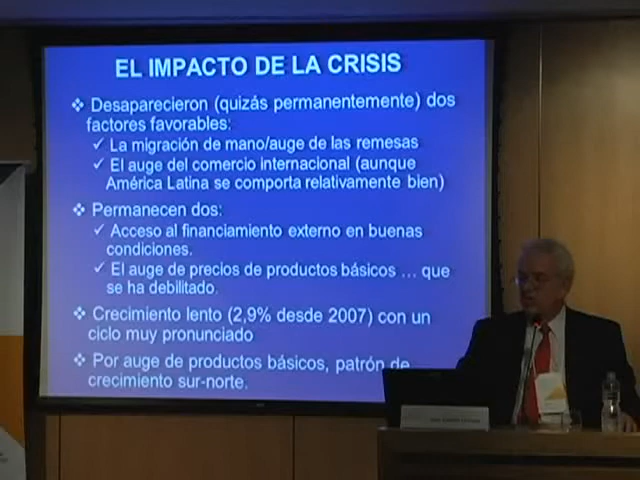 EL IMPACTO DE LA CRISIS
❖ Desaparecieron (quizás permanentemente) dos
factores favorables:
✓ La migración de mano/auge de las remesas
✓ El auge del comercio internacional (aunque
América Latina se comporta relativamente bien)
❖ Permanecen dos:
✓ Acceso al financiamiento externo en buenas
condiciones.
✓ El auge de precios de productos básicos … que
se ha debilitado.
❖ Crecimiento lento (2,9% desde 2007) con un
ciclo muy pronunciado
❖ Por auge de productos básicos, patrón de
crecimiento sur-norte.